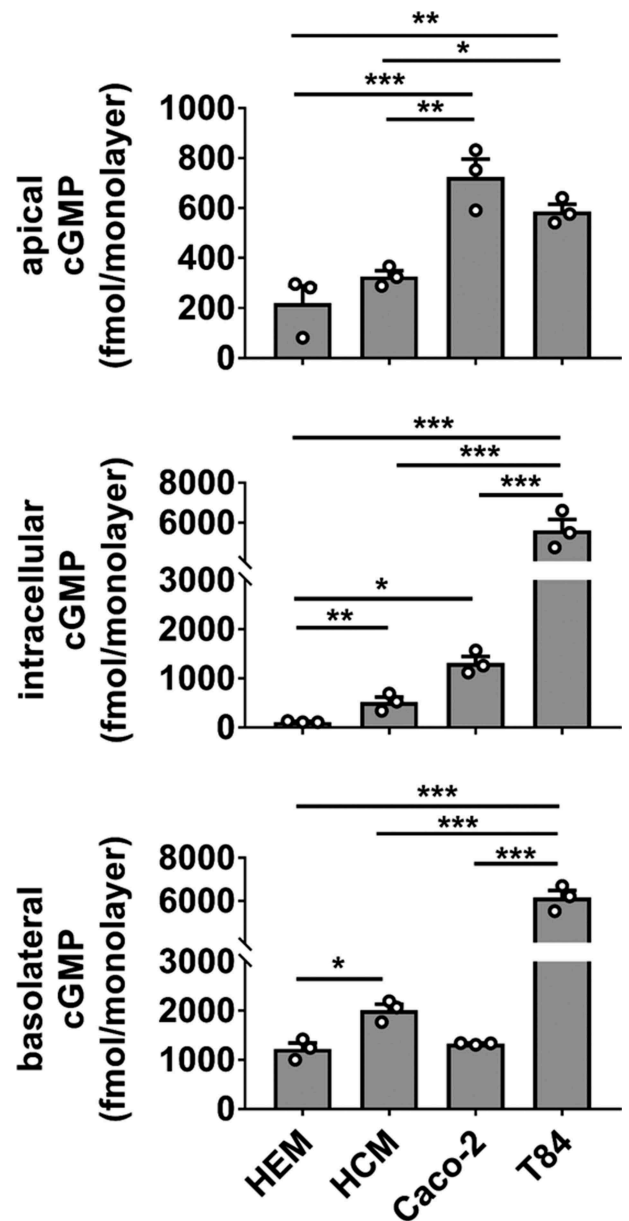 **
*
***
**
apical
cGMP
(fmol/monolayer)
1000
800
600
400
200
0
***
***
***
*
**
intracellular
cGMP
(fmol/monolayer)
8000
6000
3000
2000
1000
0
***
***
***
*
basolateral
cGMP
(fmol/monolayer)
8000
6000
3000
2000
1000
0
HEM
HCM
Caco-2
T84